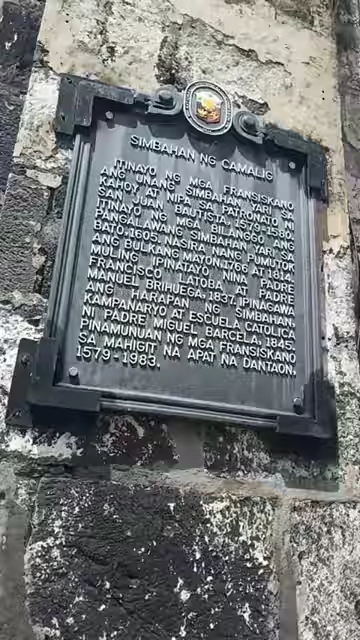 SIMBAHAN NG CAMALIG
ITINAYO NG MGA FRANSISKANO
ANG UNANG SIMBAHAN YARI SA
KAHOY AT NIPA SA PATRONATO NI
SAN JUAN BAUTISTA, 1579-1580.
ITINAYO NG MGA BILANGGO ANG
PANGALAWANG SIMBAHAN YARI SA
BATO, 1605. NASIRA NANG PUMUTOK
ANG BULKANG MAYON, 1766 AT 1814.
MULING IPINATAYO NINA PADRE
FRANCISCO LATOBA AT PADRE
MANUEL BRIHUEGA, 1837. IPINAGAWA
ANG HARAPAN NG SIMBAHAN,
KAMPANARYO AT ESCUELA CATOLICA
NI PADRE MIGUEL BARCELA, 1845.
PINAMUNUAN NG MGA FRANSISKANO
SA MAHIGIT NA APAT NA DANTAON,
1579-1983.